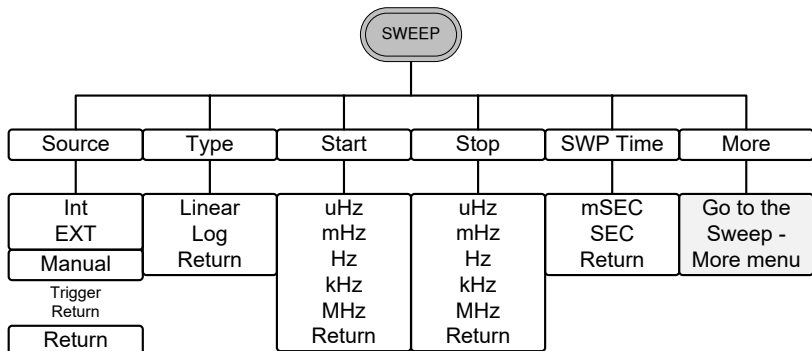 SWEEP
Source
Type
Start
Stop
SWP Time
More
Int
EXT
Manual
Trigger
Return
Return
Linear
Log
Return
uHz
mHz
Hz
kHz
MHz
Return
uHz
mHz
Hz
kHz
MHz
Return
mSEC
SEC
Return
Go to the
Sweep -
More menu